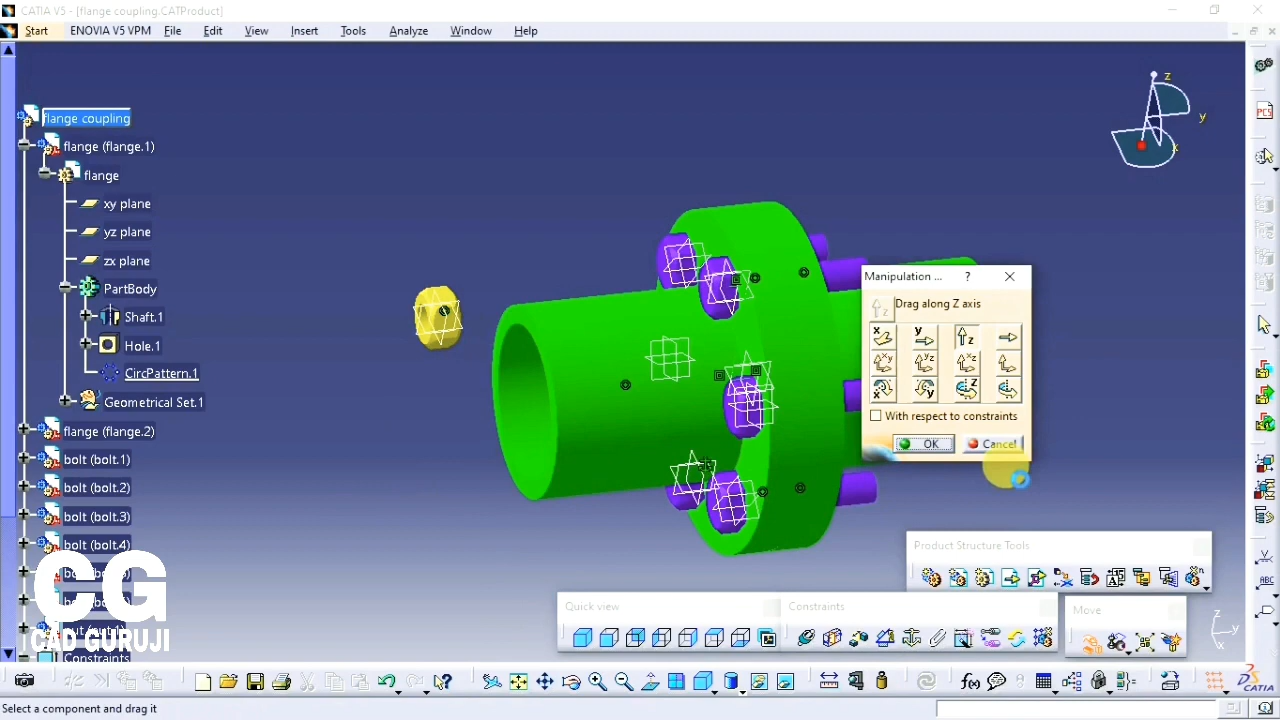 CATIA V5 - [flange coupling.CATProduct]
Start ENOVIA V5 VPM File Edit View Insert Tools Analyze Window Help
flange coupling
flange (flange.1)
flange
xy plane
yz plane
zx plane
PartBody
Shaft.1
Hole.1
CircPattern.1
Geometrical Set.1
flange (flange.2)
bolt (bolt.1)
bolt (bolt.2)
bolt (bolt.3)
bolt (bolt.4)
Constraints
CG
CAD GURUJI
z
y
x
PCS
Manipulation ... ?
Drag along Z axis
With respect to constraints
OK Cancel
Product Structure Tools
Quick view
Constraints
Move
z
y
x
ABC
f(x)
CATIA
Select a component and drag it